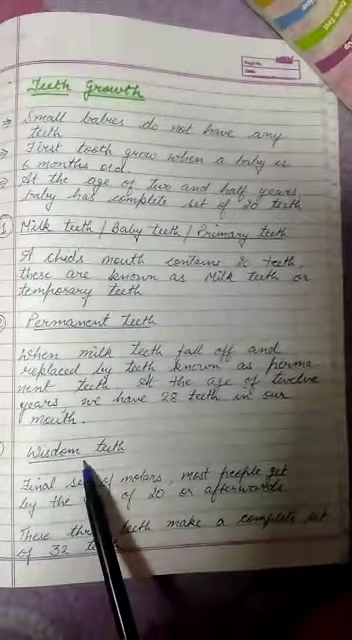 Teeth Growth
→ Small babies do not have any
teeth
→ First tooth grow when a baby is
6 months old.
→ At the age of two and half years,
baby has complete set of 20 teeth
Milk teeth / Baby teeth / Primary teeth
A chids mouth contains 20 teeth.
these are known as Milk teeth or
temporary teeth
Permanent teeth
When milk teeth fall off and
replaced by teeth known as perma
nent teeth. At the age of twelve
years, we have 28 teeth in our
mouth.
Wisdom teeth
Final set of molars, most people get
by the of 20 or afterwards
These teeth make a complete set
of 32